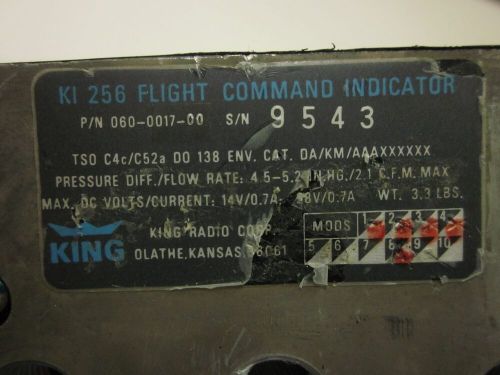 KI 256 FLIGHT COMMAND INDICATOR
P/N 060-0017-00 S/N 9543
TSO C4c/C52a DO 138 ENV. CAT. DA/KM/AAAXXXXXX
PRESSURE DIFF./FLOW RATE: 4.5-5.2 IN.HG./2.1 C.F.M. MAX
MAX. DC VOLTS/CURRENT: 14V/0.7A, 28V/0.7A WT. 3.3 LBS.
KING
KING RADIO CORP.
OLATHE, KANSAS
MODS 1 2 3 4
5 6 7 8 9 10